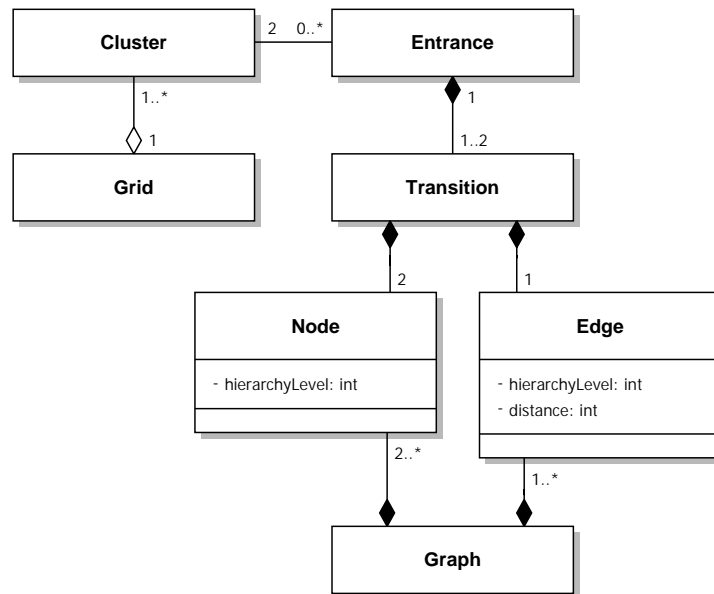 Cluster
2 0..*
Entrance
1..*
1
1
1..2
Grid
Transition
2
1
Node
Edge
- hierarchyLevel: int
- hierarchyLevel: int
- distance: int
2..*
1..*
Graph